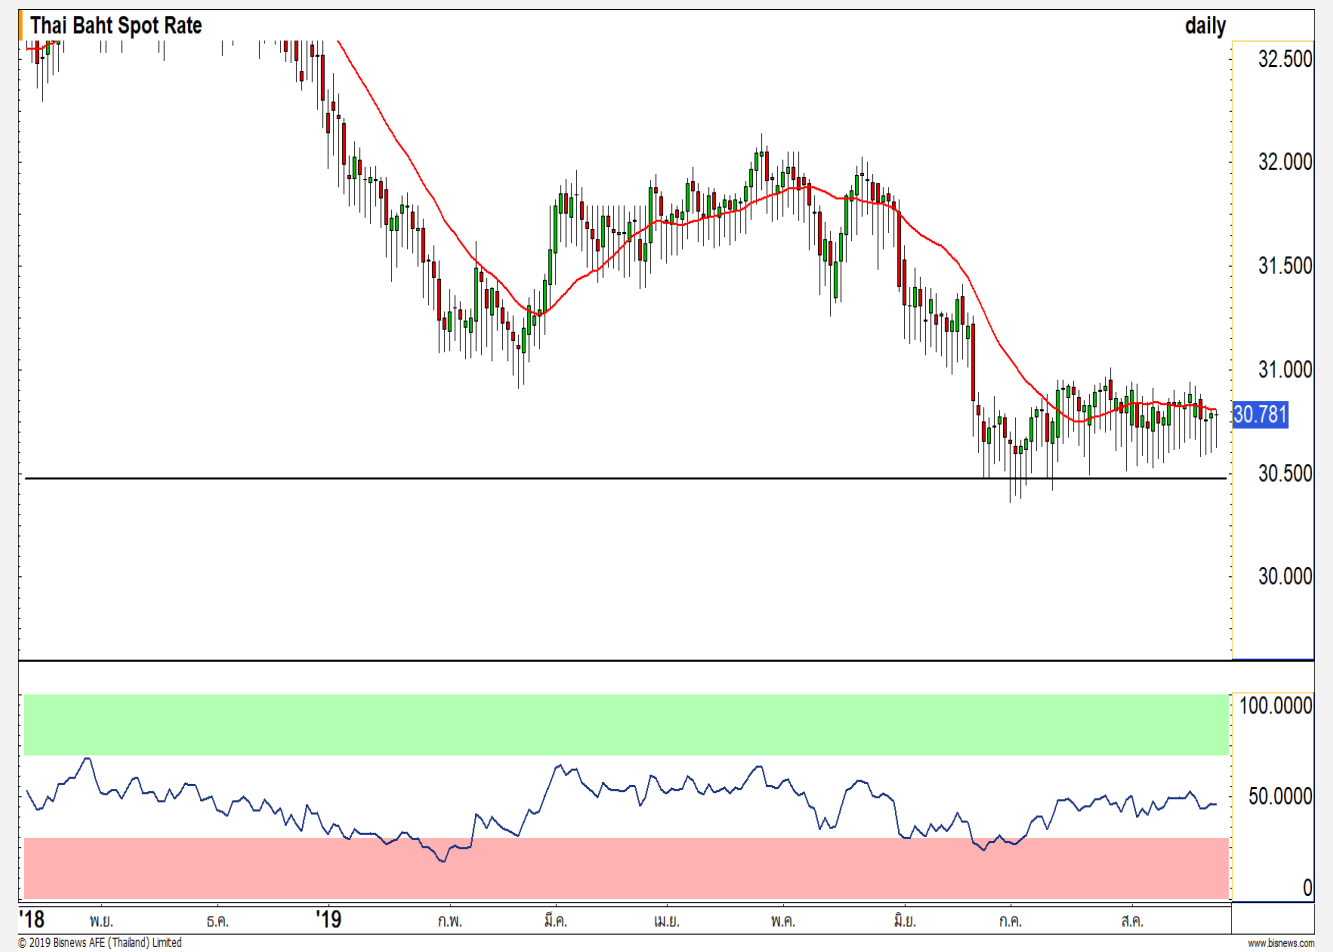 Thai Baht Spot Rate
daily
32.500
32.000
31.500
31.000
30.781
30.500
30.000
100.0000
50.0000
0
'18 พ.ย. ธ.ค. '19 ก.พ. มี.ค. เม.ย. พ.ค. มิ.ย. ก.ค. ส.ค.
© 2019 Bisnews AFE (Thailand) Limited
www.bisnews.com